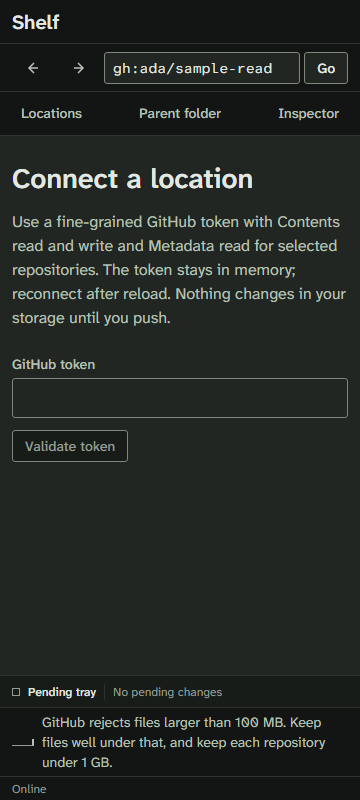 Shelf
gh:ada/sample-read
Go
Locations
Parent folder
Inspector
Connect a location
Use a fine-grained GitHub token with Contents
read and write and Metadata read for selected
repositories. The token stays in memory;
reconnect after reload. Nothing changes in your
storage until you push.
GitHub token
Validate token
Pending tray
No pending changes
GitHub rejects files larger than 100 MB. Keep
files well under that, and keep each repository
under 1 GB.
Online